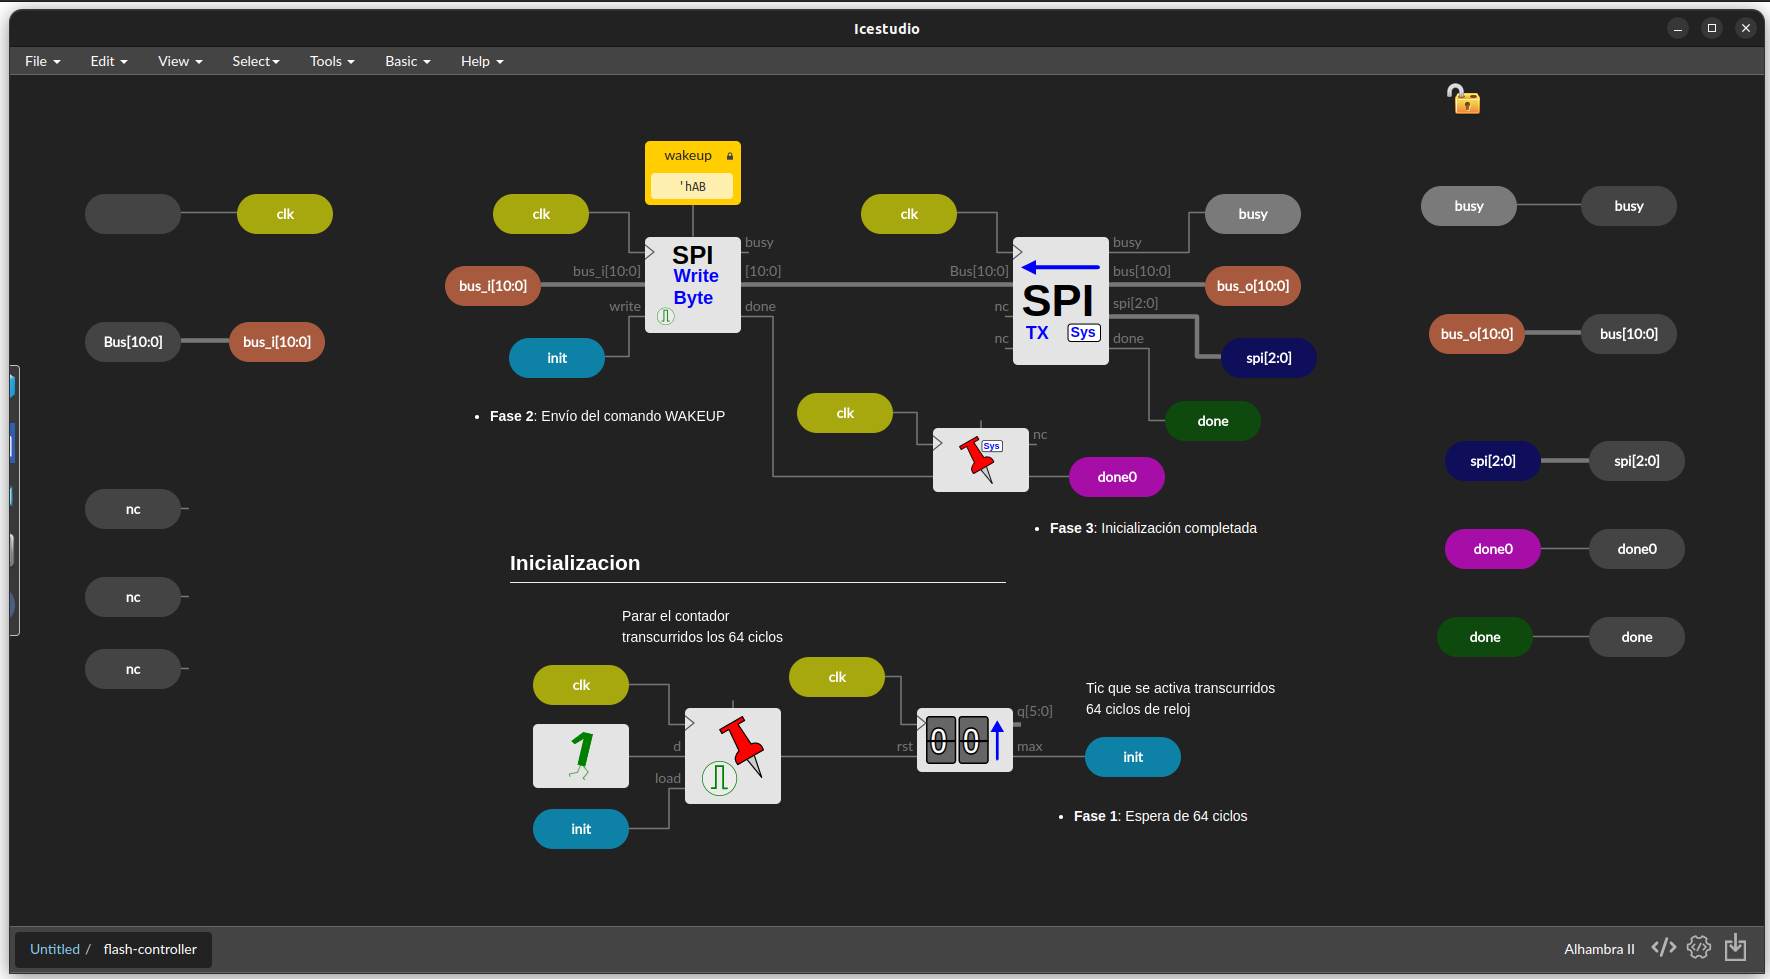 Icestudio
File Edit View Select Tools Basic Help
wakeup
'hAB
clk
clk
clk
busy
busy
busy
SPI
Write
Byte
busy
bus_i[10:0]
[10:0]
write
done
bus_i[10:0]
init
Bus[10:0]
bus_i[10:0]
SPI
TX
Sys
busy
Bus[10:0]
bus[10:0]
nc
spi[2:0]
nc
done
bus_o[10:0]
spi[2:0]
done
bus_o[10:0]
bus[10:0]
Fase 2: Envío del comando WAKEUP
clk
Sys
nc
done0
Fase 3: Inicialización completada
spi[2:0]
spi[2:0]
nc
done0
done0
nc
done
done
nc
Inicializacion
Parar el contador
transcurridos los 64 ciclos
clk
clk
d
load
init
1
rst
00
q[5:0]
max
Tic que se activa transcurridos
64 ciclos de reloj
init
Fase 1: Espera de 64 ciclos
Untitled / flash-controller
Alhambra II